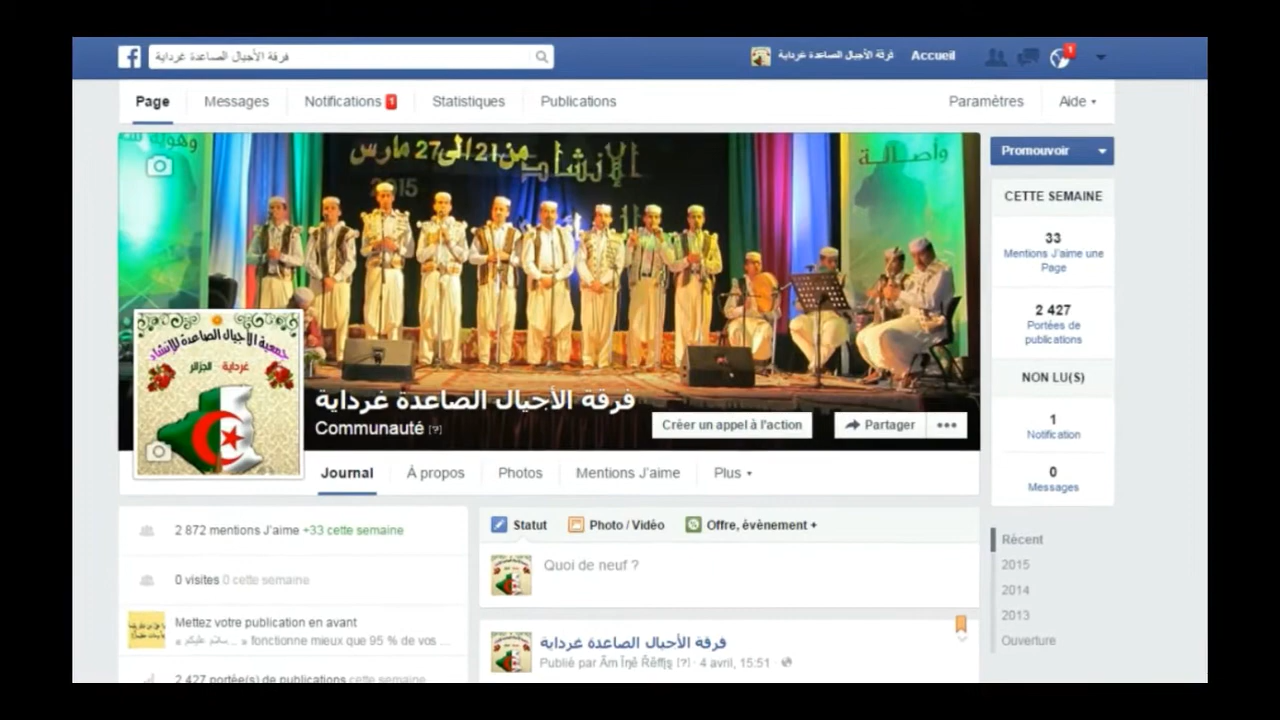 فرقة الأجيال الصاعدة غرداية
فرقة الأجيال الصاعدة غرداية Accueil 1
Page Messages Notifications 1 Statistiques Publications Paramètres Aide
وأصالة
الإنشاد
من 21 الى 27 مارس
2015
Promouvoir
CETTE SEMAINE
33
Mentions J'aime une
Page
2 427
Portées de
publications
NON LU(S)
1
Notification
0
Messages
جمعية الأجيال الصاعدة للإنشاد
غرداية الجزائر
فرقة الأجيال الصاعدة غرداية
Communauté [?]
Créer un appel à l'action Partager •••
Journal À propos Photos Mentions J'aime Plus
2 872 mentions J'aime +33 cette semaine
0 visites 0 cette semaine
Mettez votre publication en avant
fonctionne mieux que 95 % de vos ...
2 427 portée(s) de publications cette semaine
Statut Photo / Vidéo Offre, évènement +
Quoi de neuf ?
فرقة الأجيال الصاعدة غرداية
Publié par Ãm Îŋê Řêffjş [?] · 4 avril, 15:51
Récent
2015
2014
2013
Ouverture